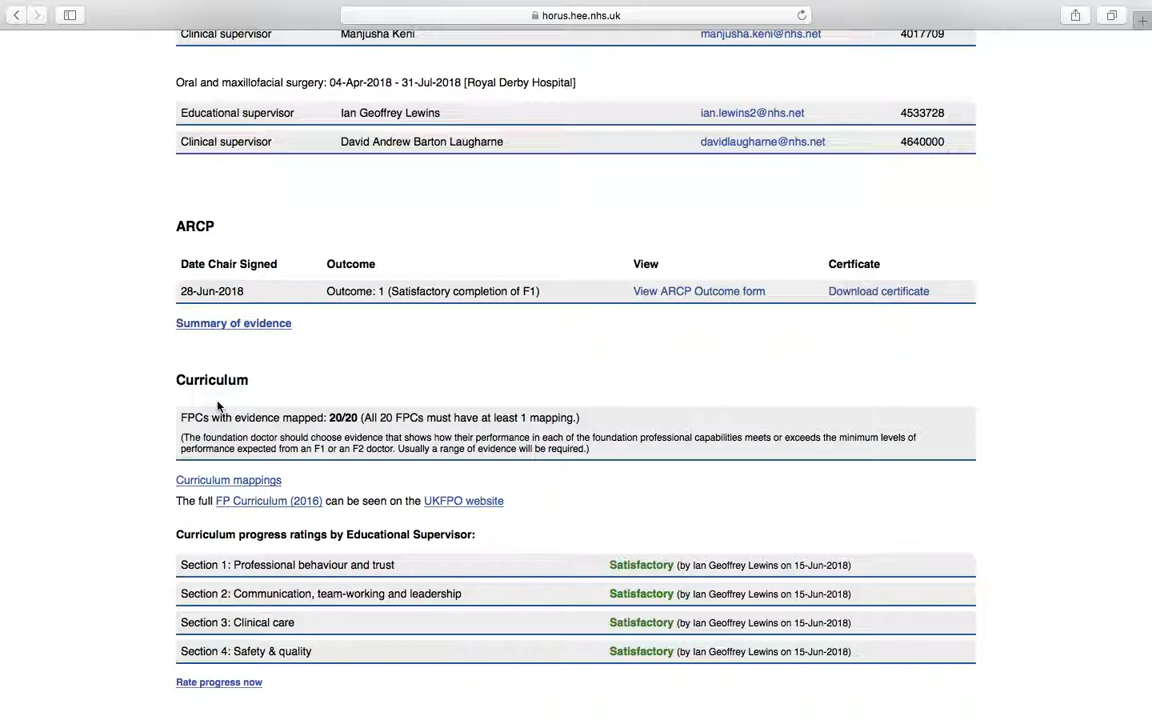 horus.hee.nhs.uk
Clinical supervisor Manjusha Keni manjusha.keni@nhs.net 4017709
Oral and maxillofacial surgery: 04-Apr-2018 - 31-Jul-2018 [Royal Derby Hospital]
Educational supervisor Ian Geoffrey Lewins ian.lewins2@nhs.net 4533728
Clinical supervisor David Andrew Barton Laugharne davidlaugharne@nhs.net 4640000
ARCP
Date Chair Signed Outcome View Certficate
28-Jun-2018 Outcome: 1 (Satisfactory completion of F1) View ARCP Outcome form Download certificate
Summary of evidence
Curriculum
FPCs with evidence mapped: 20/20 (All 20 FPCs must have at least 1 mapping.)
(The foundation doctor should choose evidence that shows how their performance in each of the foundation professional capabilities meets or exceeds the minimum levels of
performance expected from an F1 or an F2 doctor. Usually a range of evidence will be required.)
Curriculum mappings
The full FP Curriculum (2016) can be seen on the UKFPO website
Curriculum progress ratings by Educational Supervisor:
Section 1: Professional behaviour and trust Satisfactory (by Ian Geoffrey Lewins on 15-Jun-2018)
Section 2: Communication, team-working and leadership Satisfactory (by Ian Geoffrey Lewins on 15-Jun-2018)
Section 3: Clinical care Satisfactory (by Ian Geoffrey Lewins on 15-Jun-2018)
Section 4: Safety & quality Satisfactory (by Ian Geoffrey Lewins on 15-Jun-2018)
Rate progress now